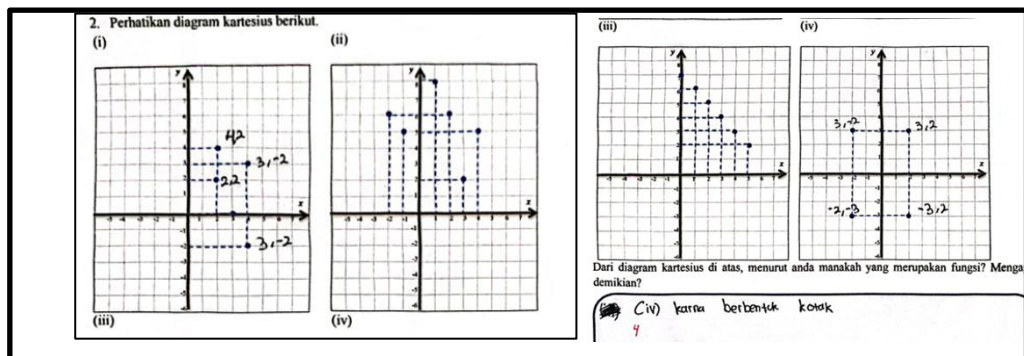 2. Perhatikan diagram kartesius berikut.
(i)
(ii)
4,2
3,-2
2,2
3,-2
(iii)
(iv)
(iii)
(iv)
3,-2
3,2
-2,-3
-3,2
Dari diagram kartesius di atas, menurut anda manakah yang merupakan fungsi? Menga
demikian?
(iv) karna berbentuk kotak
4